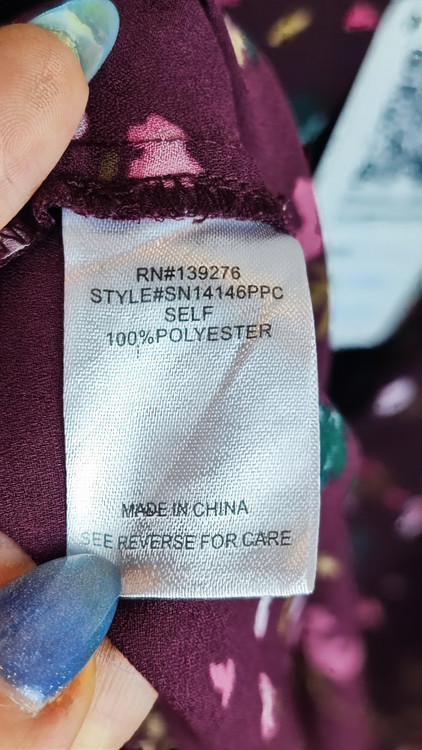 RN#139276
STYLE#SN14146PPC
SELF
100%POLYESTER
MADE IN CHINA
SEE REVERSE FOR CARE